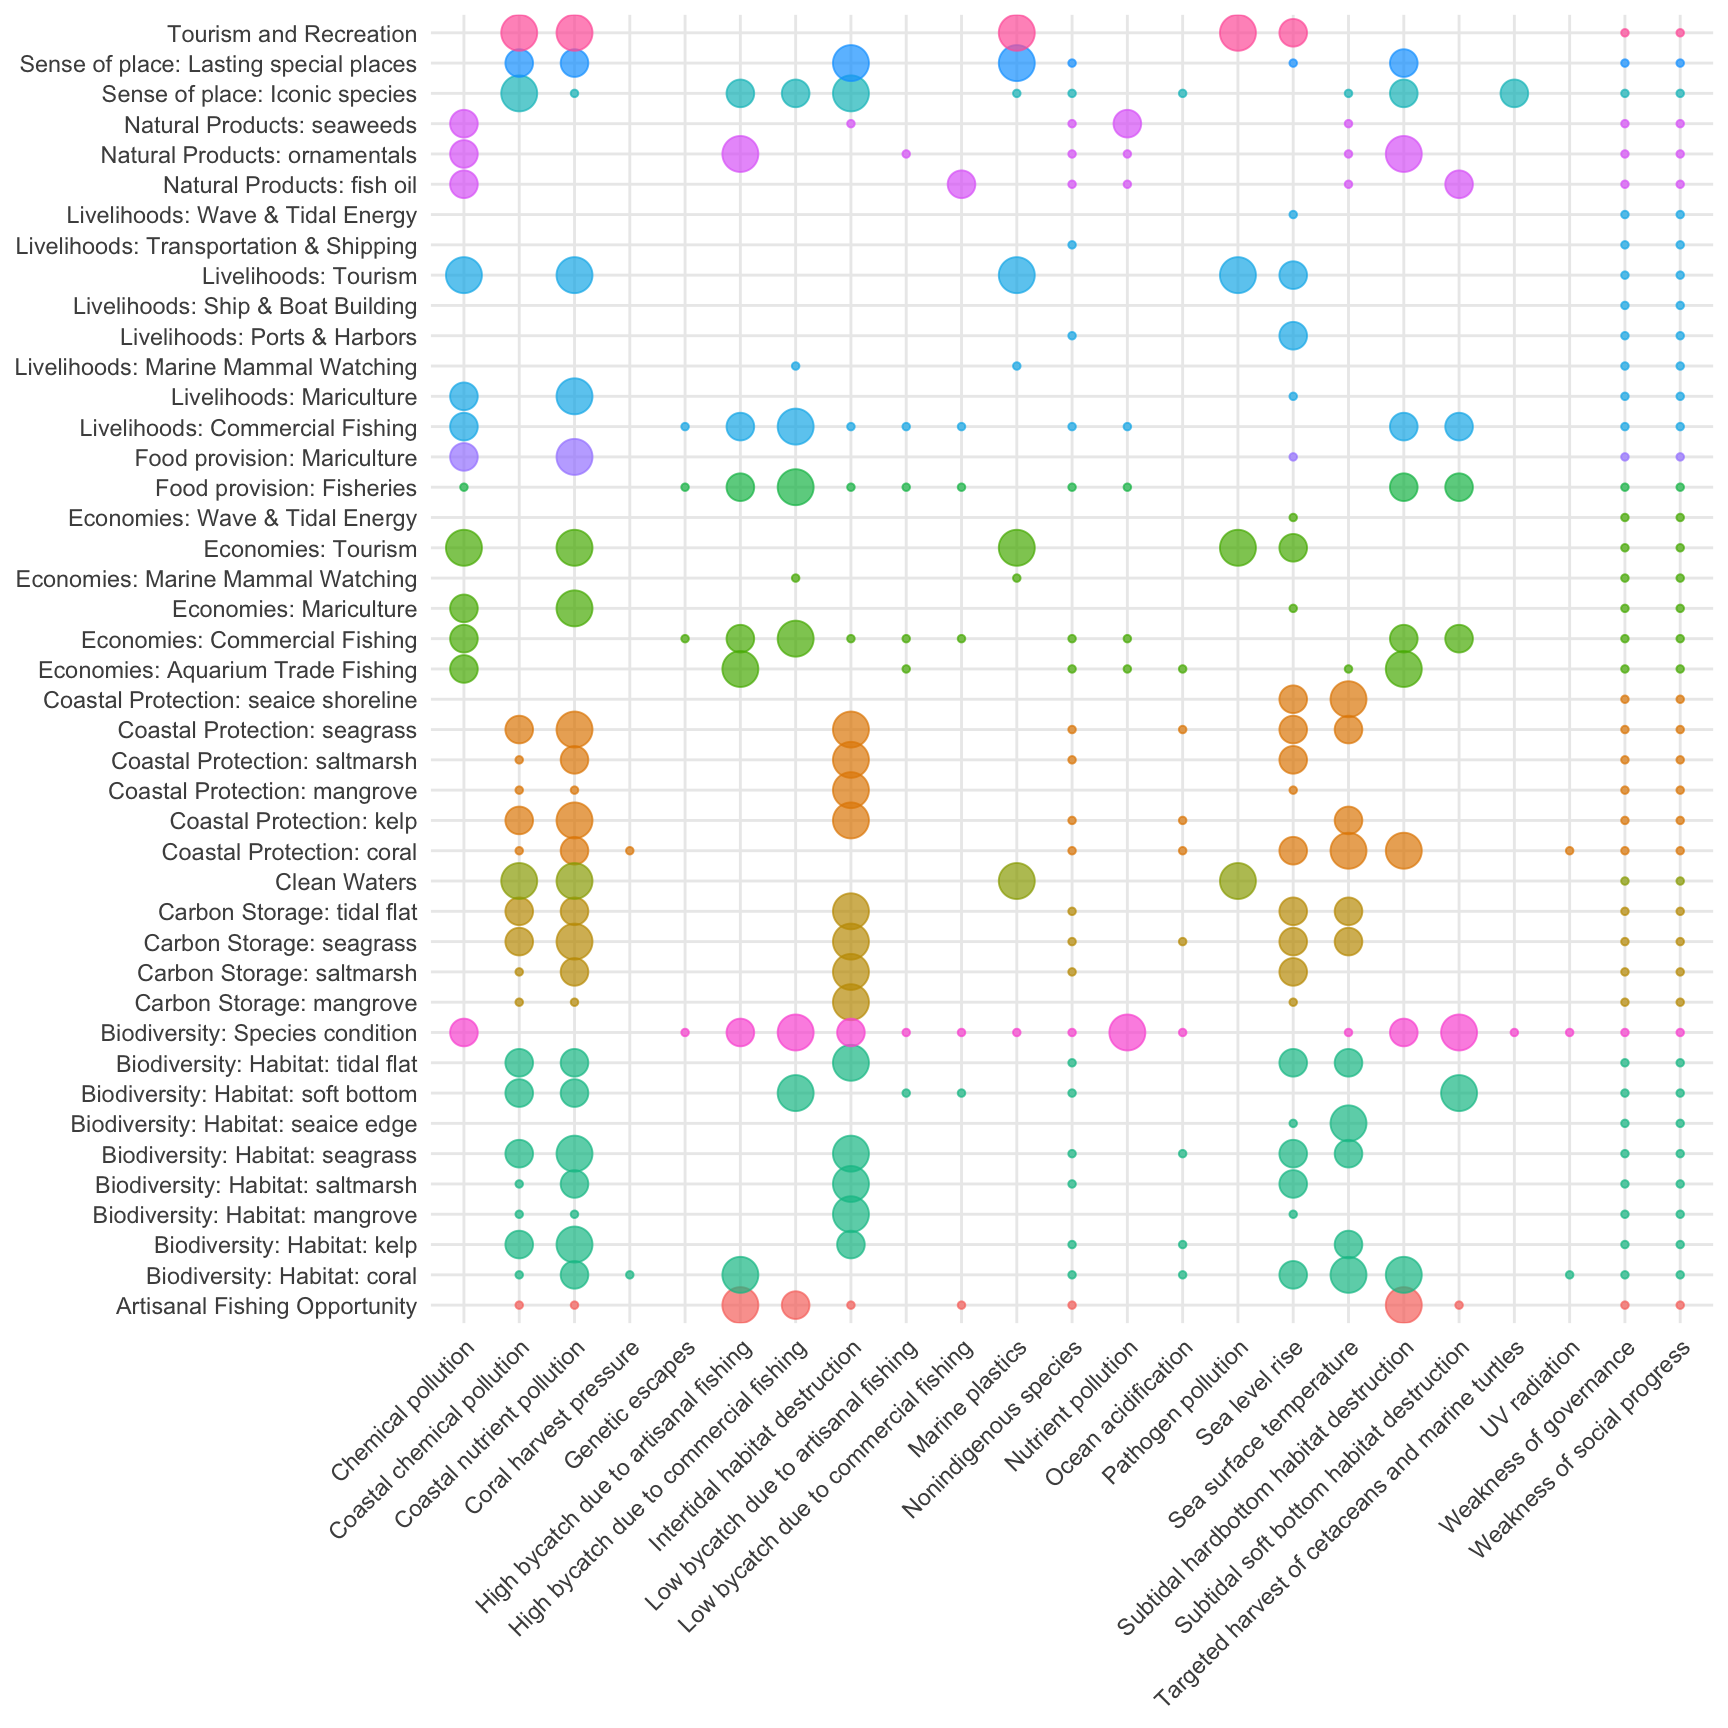 Tourism and Recreation
Sense of place: Lasting special places
Sense of place: Iconic species
Natural Products: seaweeds
Natural Products: ornamentals
Natural Products: fish oil
Livelihoods: Wave & Tidal Energy
Livelihoods: Transportation & Shipping
Livelihoods: Tourism
Livelihoods: Ship & Boat Building
Livelihoods: Ports & Harbors
Livelihoods: Marine Mammal Watching
Livelihoods: Mariculture
Livelihoods: Commercial Fishing
Food provision: Mariculture
Food provision: Fisheries
Economies: Wave & Tidal Energy
Economies: Tourism
Economies: Marine Mammal Watching
Economies: Mariculture
Economies: Commercial Fishing
Economies: Aquarium Trade Fishing
Coastal Protection: seaice shoreline
Coastal Protection: seagrass
Coastal Protection: saltmarsh
Coastal Protection: mangrove
Coastal Protection: kelp
Coastal Protection: coral
Clean Waters
Carbon Storage: tidal flat
Carbon Storage: seagrass
Carbon Storage: saltmarsh
Carbon Storage: mangrove
Biodiversity: Species condition
Biodiversity: Habitat: tidal flat
Biodiversity: Habitat: soft bottom
Biodiversity: Habitat: seaice edge
Biodiversity: Habitat: seagrass
Biodiversity: Habitat: saltmarsh
Biodiversity: Habitat: mangrove
Biodiversity: Habitat: kelp
Biodiversity: Habitat: coral
Artisanal Fishing Opportunity
Chemical pollution
Coastal chemical pollution
Coastal nutrient pollution
Coral harvest pressure
Genetic escapes
High bycatch due to artisanal fishing
High bycatch due to commercial fishing
Intertidal habitat destruction
Low bycatch due to artisanal fishing
Low bycatch due to commercial fishing
Marine plastics
Nonindigenous species
Nutrient pollution
Ocean acidification
Pathogen pollution
Sea level rise
Sea surface temperature
Subtidal hardbottom habitat destruction
Subtidal soft bottom habitat destruction
Targeted harvest of cetaceans and marine turtles
UV radiation
Weakness of governance
Weakness of social progress